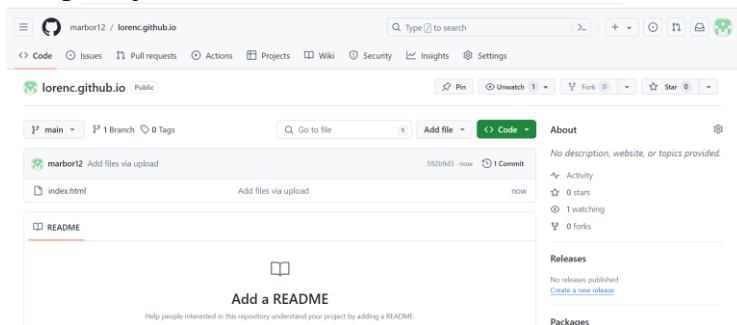 marbor12 / lorenc.github.io Type / to search
Code Issues Pull requests Actions Projects Wiki Security Insights Settings
lorenc.github.io Public Pin Unwatch 1 Fork 0 Star 0
main 1 Branch 0 Tags Go to file t Add file Code About
No description, website, or topics provided.
marbor12 Add files via upload 592b9d3 · now 1 Commit
Activity
index.html Add files via upload now
0 stars
1 watching
README
0 forks
Releases
No releases published
Create a new release
Add a README
Help people interested in this repository understand your project by adding a README.
Packages